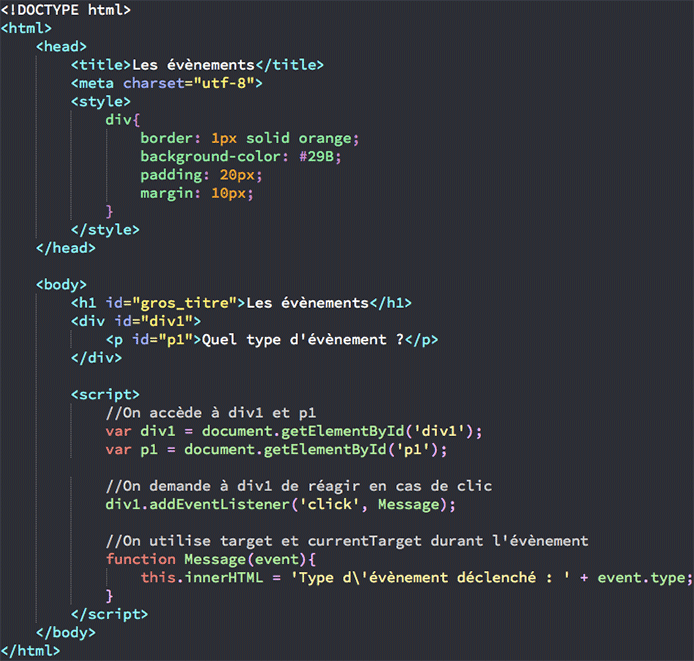 <!DOCTYPE html>
<html>
<head>
<title>Les évènements</title>
<meta charset="utf-8">
<style>
div{
border: 1px solid orange;
background-color: #29B;
padding: 20px;
margin: 10px;
}
</style>
</head>
<body>
<h1 id="gros_titre">Les évènements</h1>
<div id="div1">
<p id="p1">Quel type d'évènement ?</p>
</div>
<script>
//On accède à div1 et p1
var div1 = document.getElementById('div1');
var p1 = document.getElementById('p1');
//On demande à div1 de réagir en cas de clic
div1.addEventListener('click', Message);
//On utilise target et currentTarget durant l'évènement
function Message(event){
this.innerHTML = 'Type d\'évènement déclenché : ' + event.type;
}
</script>
</body>
</html>